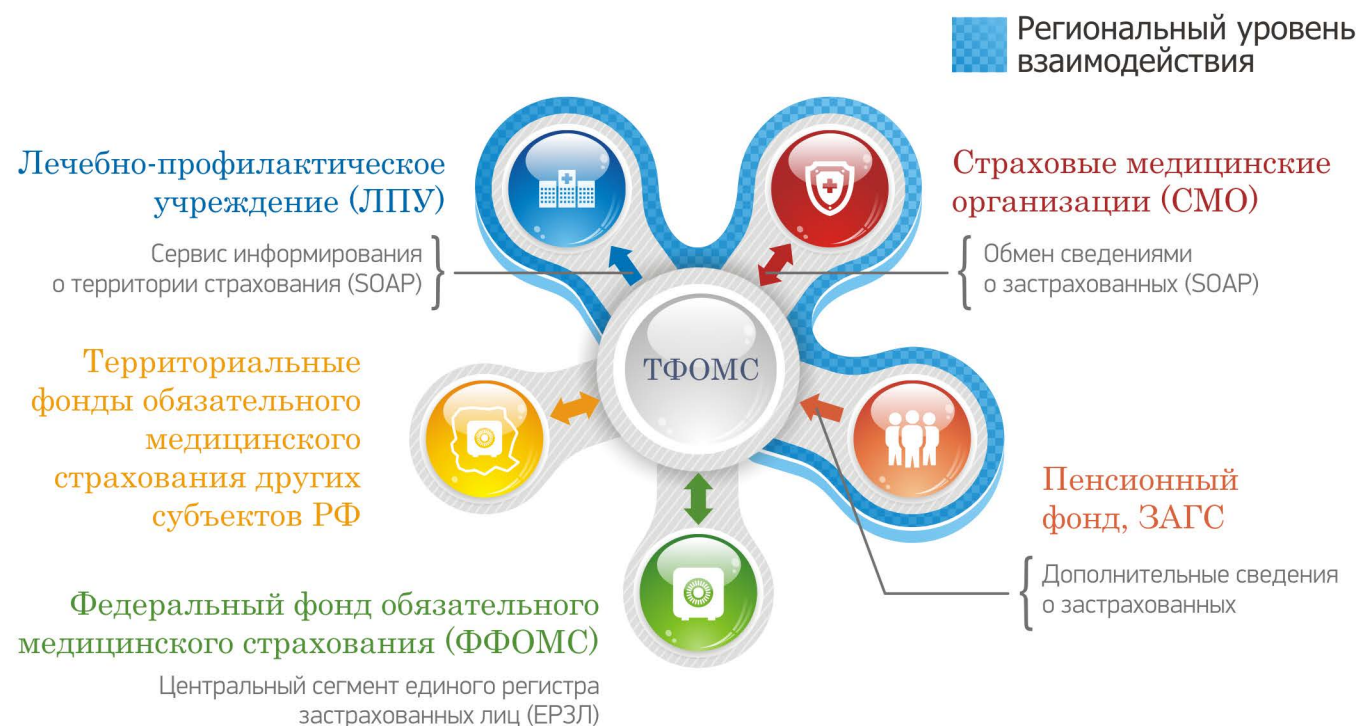 Региональный уровень
взаимодействия
Лечебно-профилактическое
учреждение (ЛПУ)
Сервис информирования
о территории страхования (SOAP)
Страховые медицинские
организации (СМО)
Обмен сведениями
о застрахованных (SOAP)
ТФОМС
Территориальные
фонды обязательного
медицинского
страхования других
субъектов РФ
Пенсионный
фонд, ЗАГС
Дополнительные сведения
о застрахованных
Федеральный фонд обязательного
медицинского страхования (ФФОМС)
Центральный сегмент единого регистра
застрахованных лиц (ЕРЗЛ)